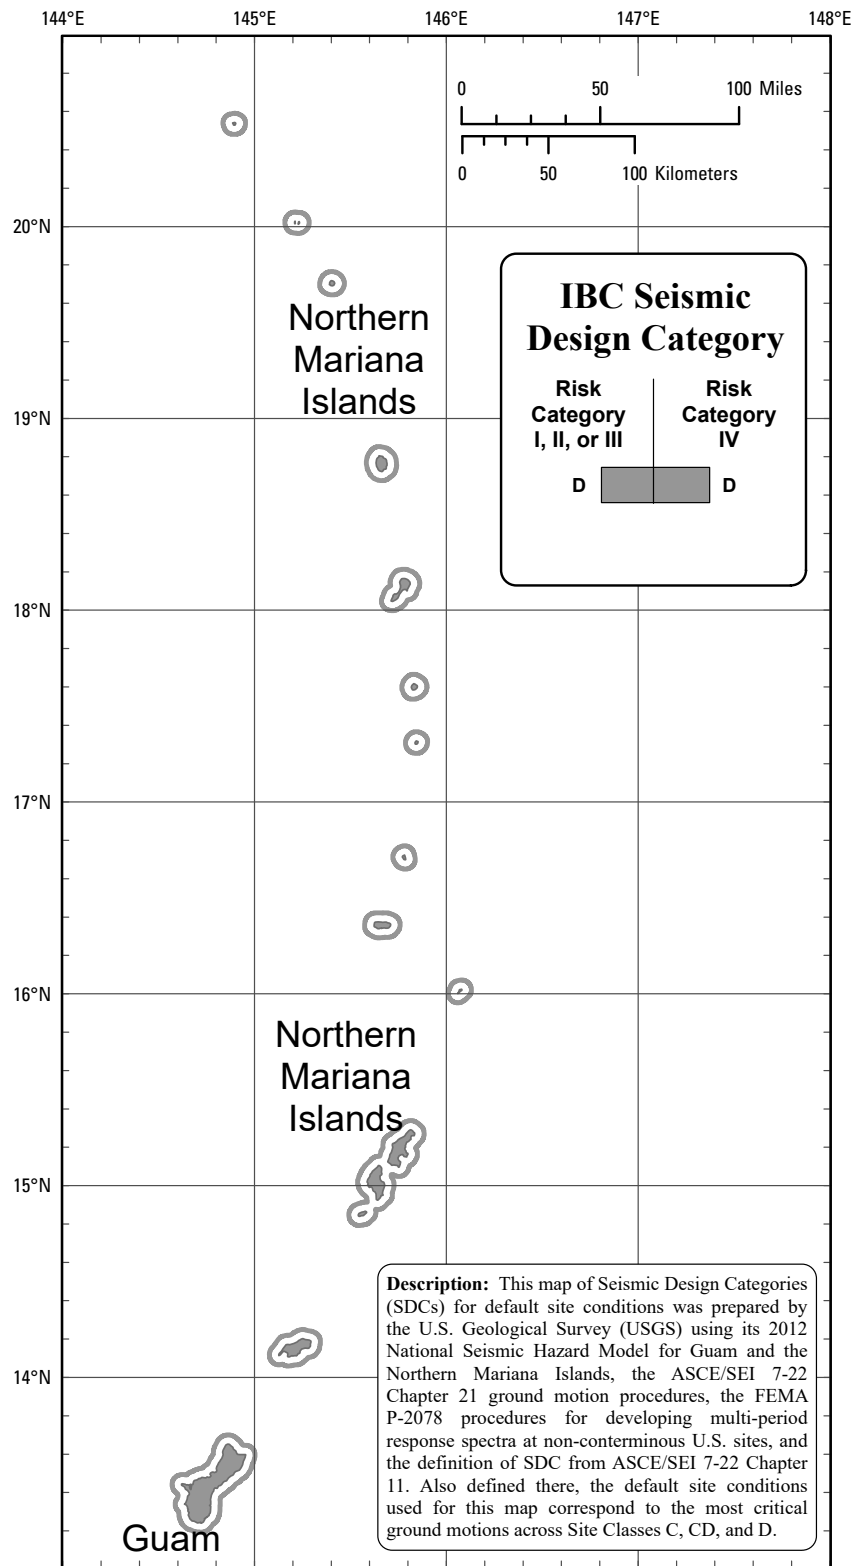 144°E 145°E 146°E 147°E 148°E
0 50 100 Miles
0 50 100 Kilometers
20°N
Northern
Mariana
Islands
IBC Seismic
Design Category
Risk
Category
I, II, or III
Risk
Category
IV
D D
19°N
18°N
17°N
16°N
Northern
Mariana
Islands
15°N
14°N
Guam
Description: This map of Seismic Design Categories
(SDCs) for default site conditions was prepared by
the U.S. Geological Survey (USGS) using its 2012
National Seismic Hazard Model for Guam and the
Northern Mariana Islands, the ASCE/SEI 7-22
Chapter 21 ground motion procedures, the FEMA
P-2078 procedures for developing multi-period
response spectra at non-conterminous U.S. sites, and
the definition of SDC from ASCE/SEI 7-22 Chapter
11. Also defined there, the default site conditions
used for this map correspond to the most critical
ground motions across Site Classes C, CD, and D.